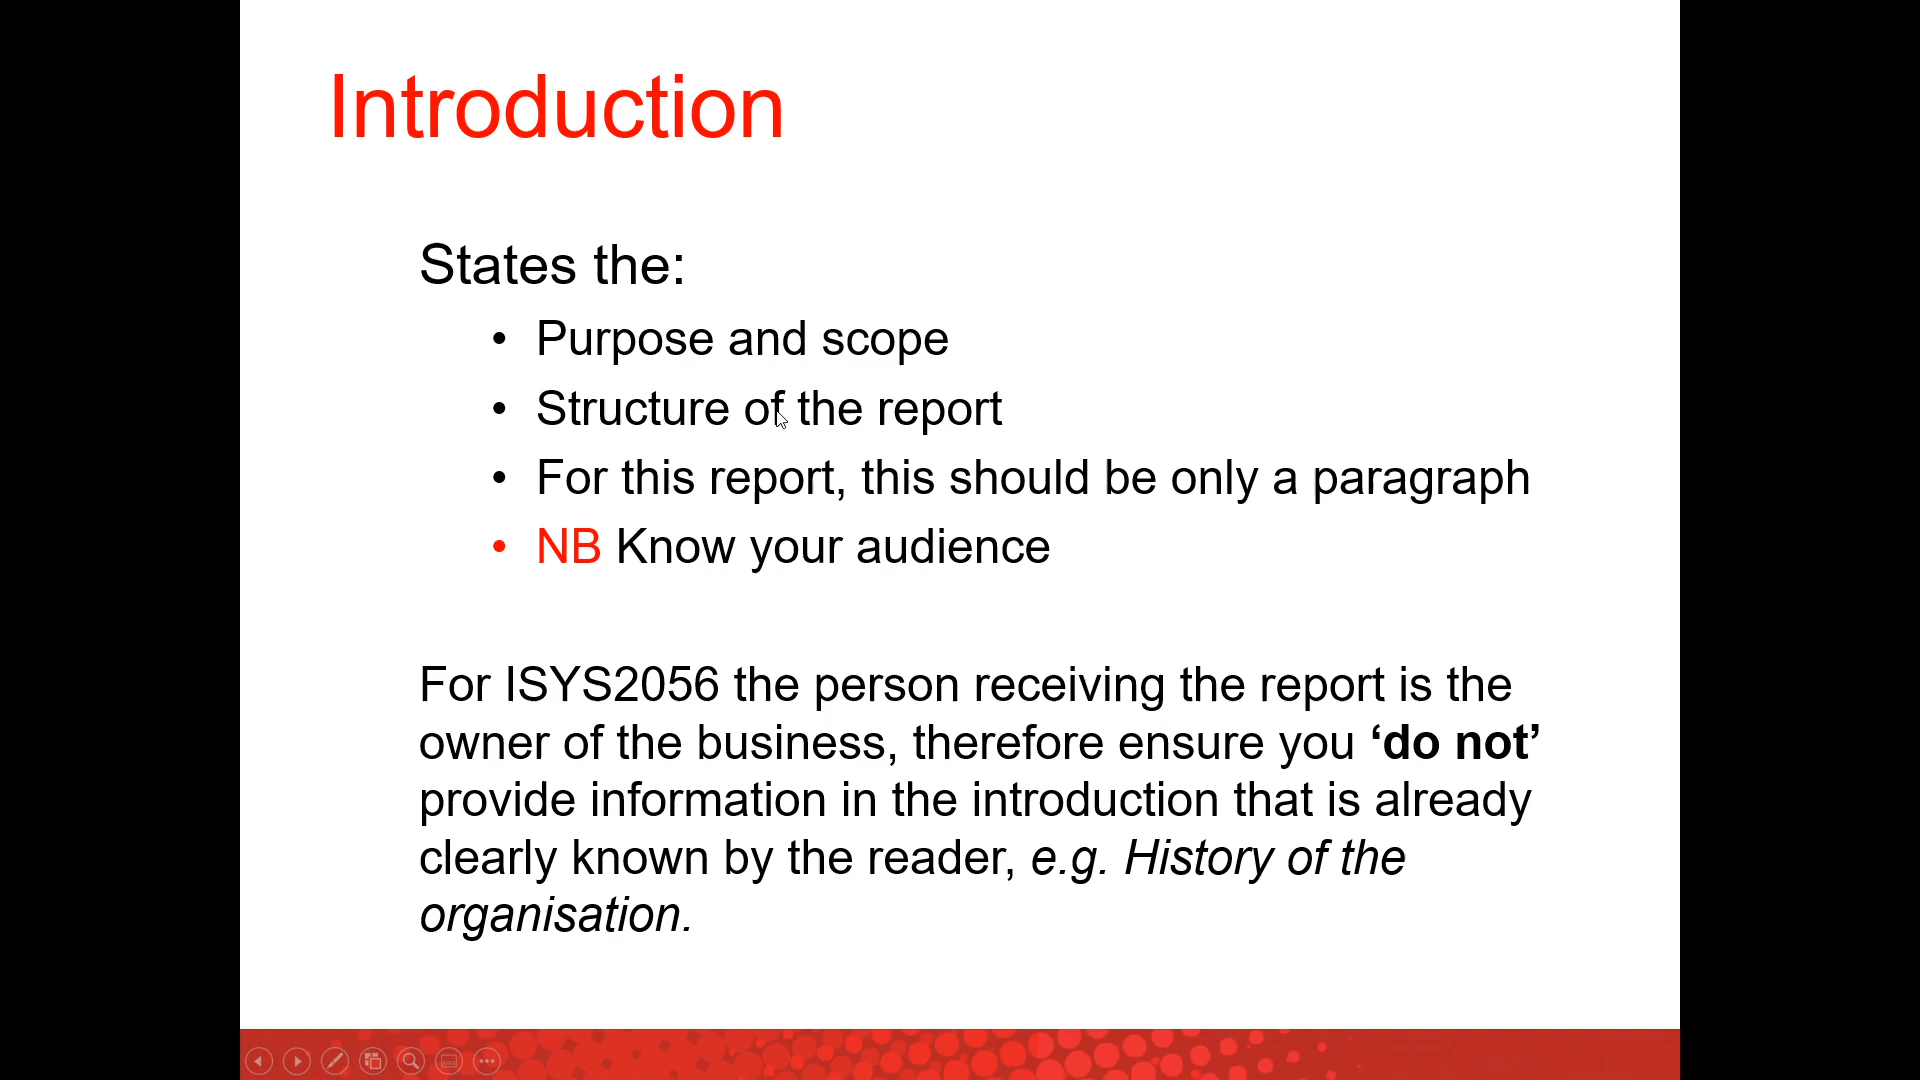 Introduction
States the:
• Purpose and scope
• Structure of the report
• For this report, this should be only a paragraph
• NB Know your audience
For ISYS2056 the person receiving the report is the
owner of the business, therefore ensure you ‘do not’
provide information in the introduction that is already
clearly known by the reader, e.g. History of the
organisation.